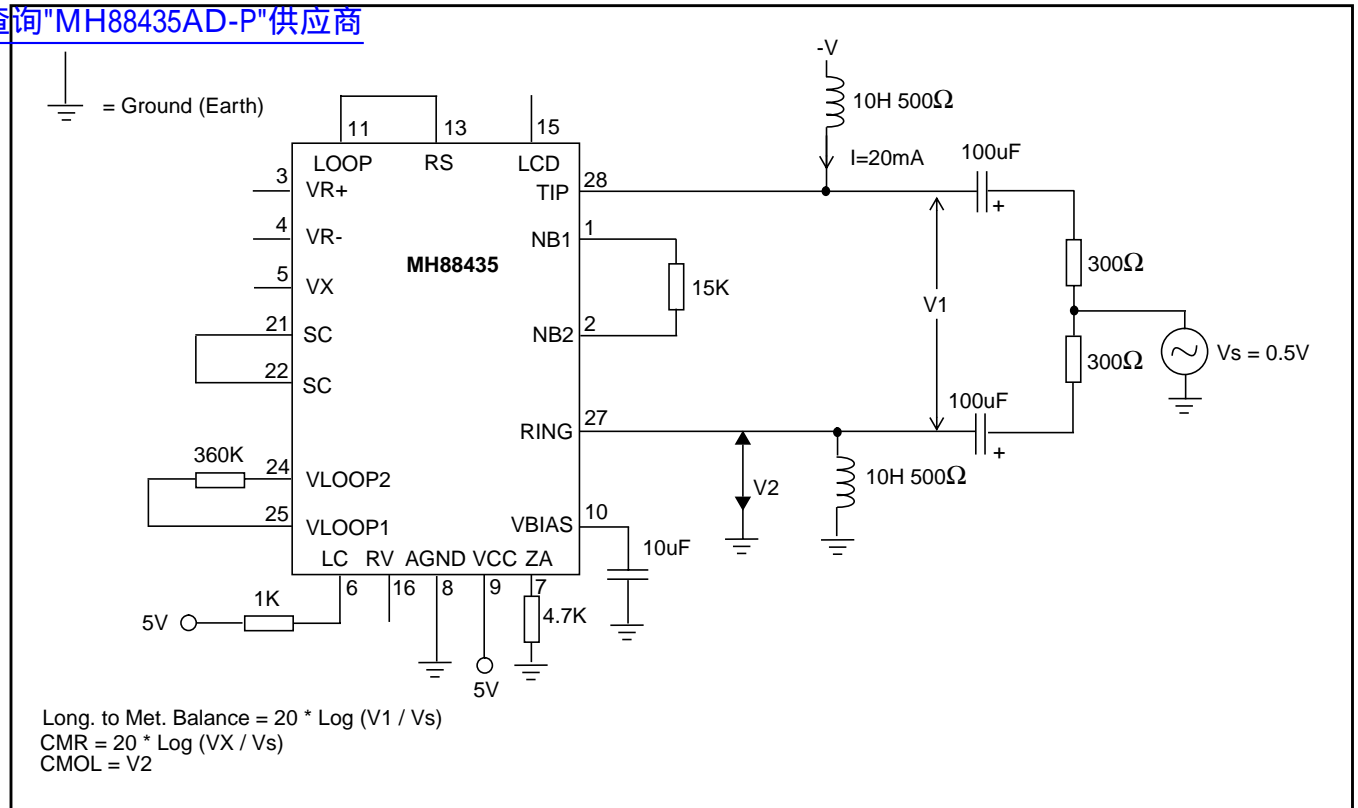 查询"MH88435AD-P"供应商
= Ground (Earth)
-V
10H 500Ω
I=20mA
100uF
11
13
15
LOOP
RS
LCD
3
VR+
TIP
28
4
VR-
NB1
1
MH88435
300Ω
5
VX
15K
V1
21
SC
NB2
2
Vs = 0.5V
22
SC
300Ω
100uF
RING
27
360K
24
VLOOP2
V2
10H 500Ω
25
VLOOP1
VBIAS
10
10uF
LC
RV
AGND
VCC
ZA
6
16
8
9
7
1K
5V
4.7K
5V
+
+
Long. to Met. Balance = 20 * Log (V1 / Vs)
CMR = 20 * Log (VX / Vs)
CMOL = V2